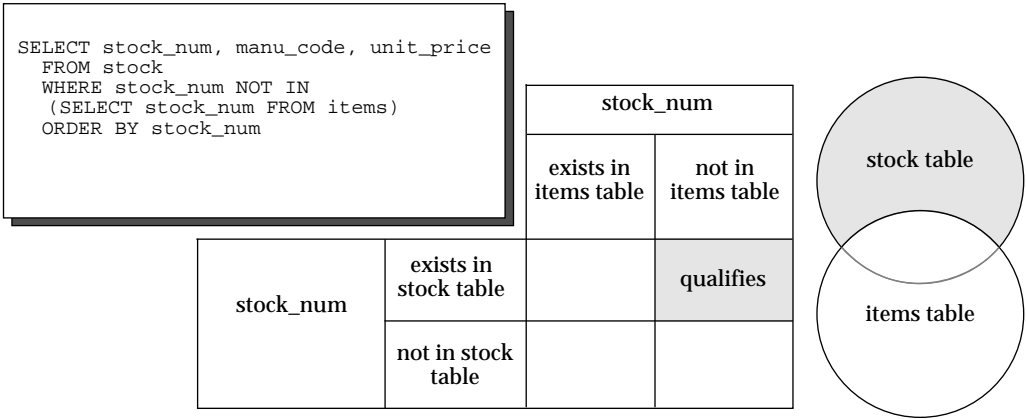 SELECT stock_num, manu_code, unit_price
FROM stock
WHERE stock_num NOT IN
(SELECT stock_num FROM items)
ORDER BY stock_num
stock_num
exists in
items table
not in
items table
stock_num
exists in
stock table
qualifies
not in stock
table
stock table
items table